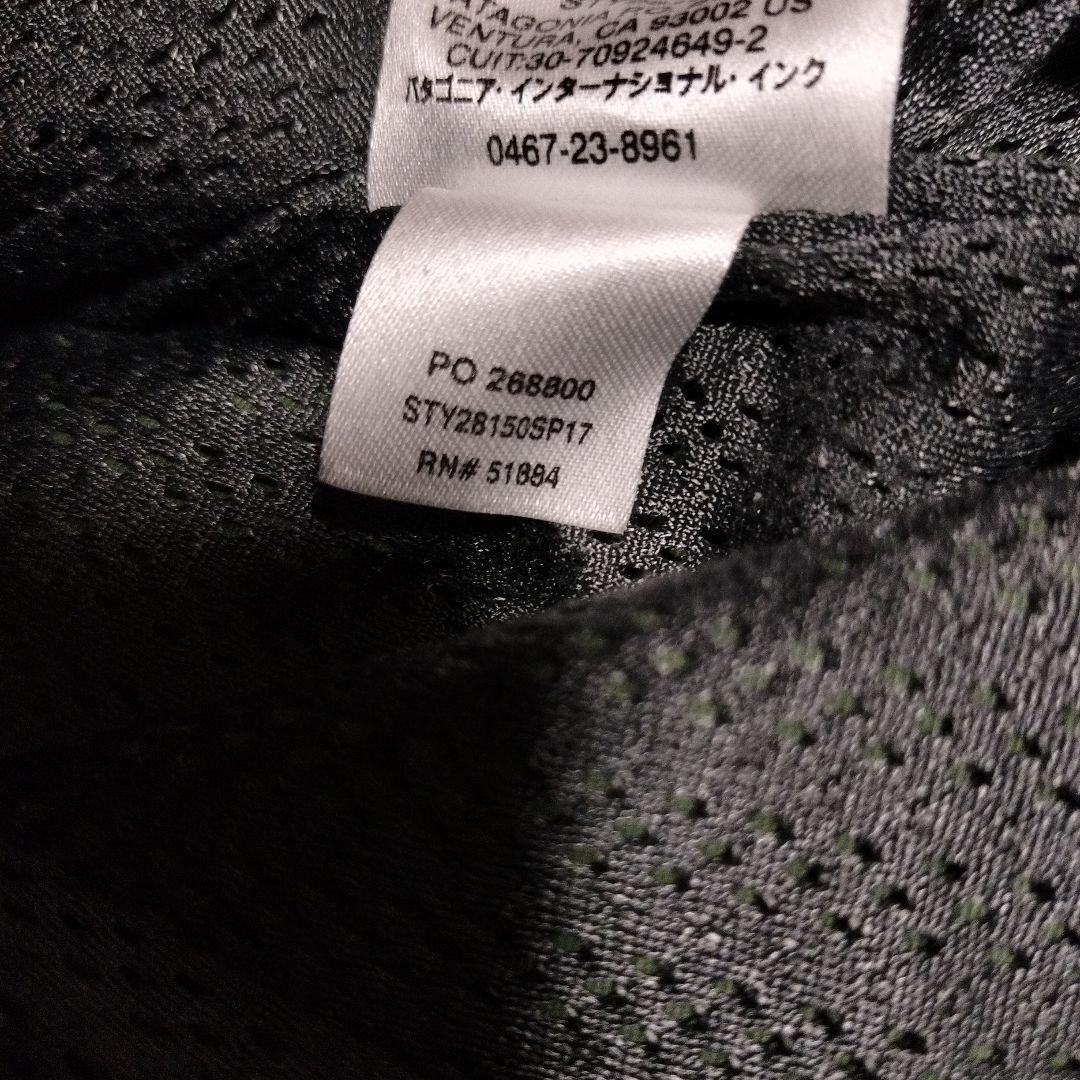 PATAGONIA
VENTURA, CA 93002 US
CUIT:30-70924649-2
パタゴニア・インターナショナル・インク
0467-23-8961
PO 268800
STY28150SP17
RN# 51884